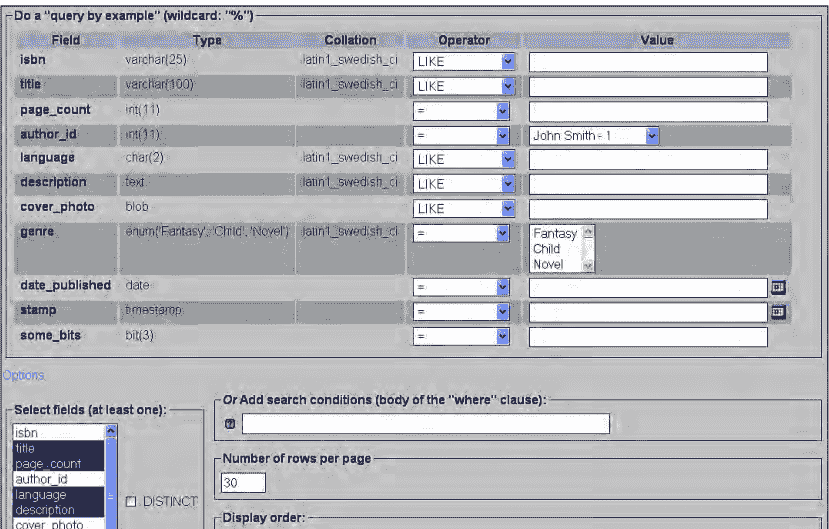 Do a "query by example" (wildcard: "%")
Field Type Collation Operator Value
isbn varchar(25) latin1_swedish_ci LIKE
title varchar(100) latin1_swedish_ci LIKE
page_count int(11) =
author_id int(11) = John Smith - 1
language char(2) latin1_swedish_ci LIKE
description text latin1_swedish_ci LIKE
cover_photo blob LIKE
genre enum('Fantasy','Child','Novel') latin1_swedish_ci = Fantasy
Child
Novel
date_published date =
stamp timestamp =
some_bits bit(3) =
Options
Select fields (at least one):
isbn
title
page_count
author_id
language
description
cover_photo
DISTINCT
Or Add search conditions (body of the "where" clause):
Number of rows per page
30
Display order: